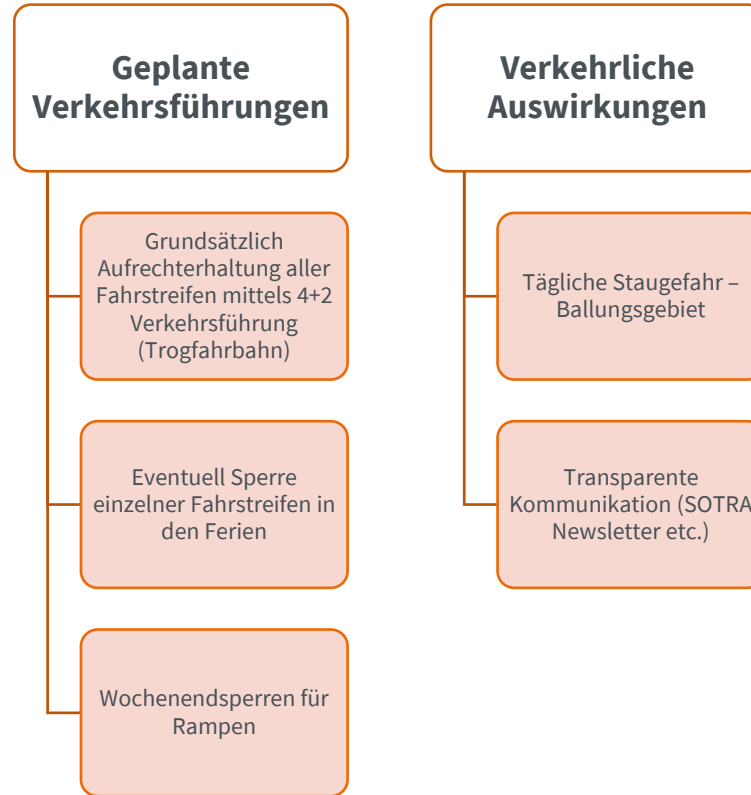 Geplante
Verkehrsführungen
Grundsätzlich
Aufrechterhaltung aller
Fahrstreifen mittels 4+2
Verkehrsführung
(Trogfahrbahn)
Eventuell Sperre
einzelner Fahrstreifen in
den Ferien
Wochenendsperren für
Rampen
Verkehrliche
Auswirkungen
Tägliche Staugefahr –
Ballungsgebiet
Transparente
Kommunikation (SOTRA
Newsletter etc.)